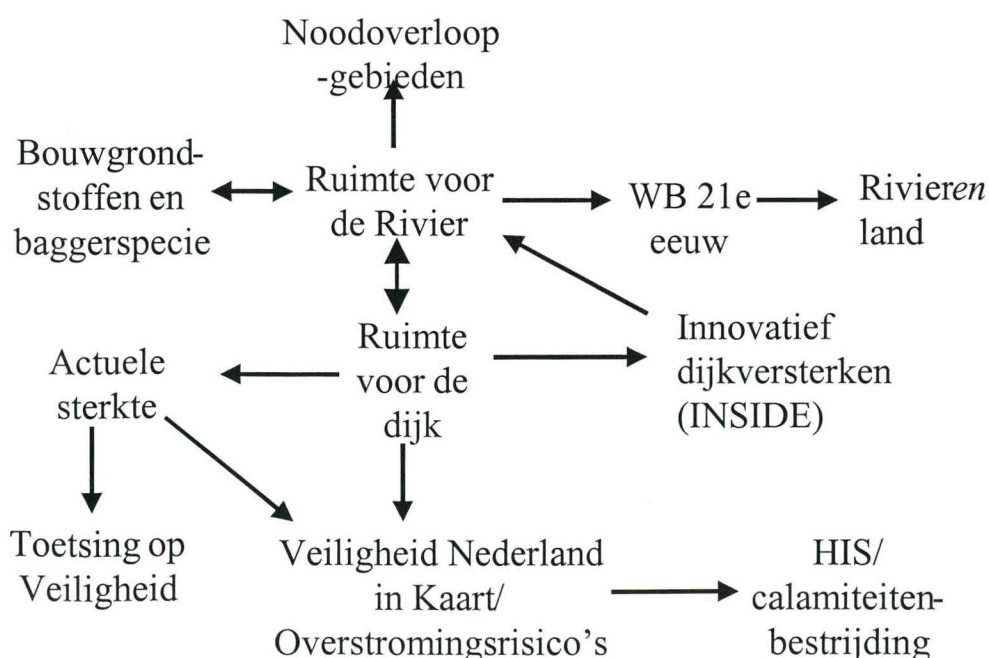 Noodoverloop
-gebieden
Bouwgrond-
stoffen en
baggerspecie
Ruimte voor
de Rivier
WB 21e
eeuw
Rivieren
land
Ruimte
voor de
dijk
Innovatief
dijkversterken
(INSIDE)
Actuele
sterkte
Toetsing op
Veiligheid
Veiligheid Nederland
in Kaart/
Overstromingsrisico's
HIS/
calamiteiten-
bestrijding